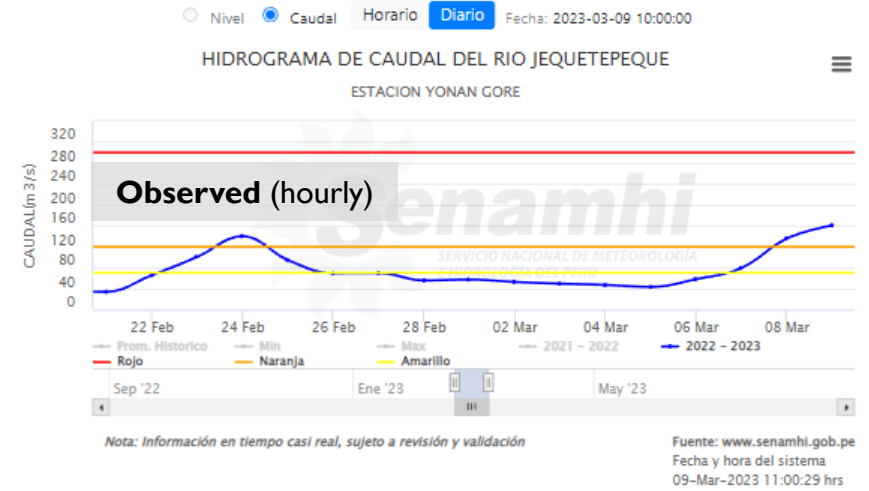 Nivel Caudal Horario Diario Fecha: 2023-03-09 10:00:00
HIDROGRAMA DE CAUDAL DEL RIO JEQUETEPEQUE
ESTACION YONAN GORE
CAUDAL(m 3/s)
320
280
240
200
160
120
80
40
0
Observed (hourly)
Senamhi
SERVICIO NACIONAL DE METEOROLOGÍA
E HIDROLOGÍA DEL PERÚ
22 Feb 24 Feb 26 Feb 28 Feb 02 Mar 04 Mar 06 Mar 08 Mar
Prom. Historico Min Max 2021 - 2022 2022 - 2023
Rojo Naranja Amarillo
Sep '22 Ene '23 May '23
Nota: Información en tiempo casi real, sujeto a revisión y validación
Fuente: www.senamhi.gob.pe
Fecha y hora del sistema
09-Mar-2023 11:00:29 hrs